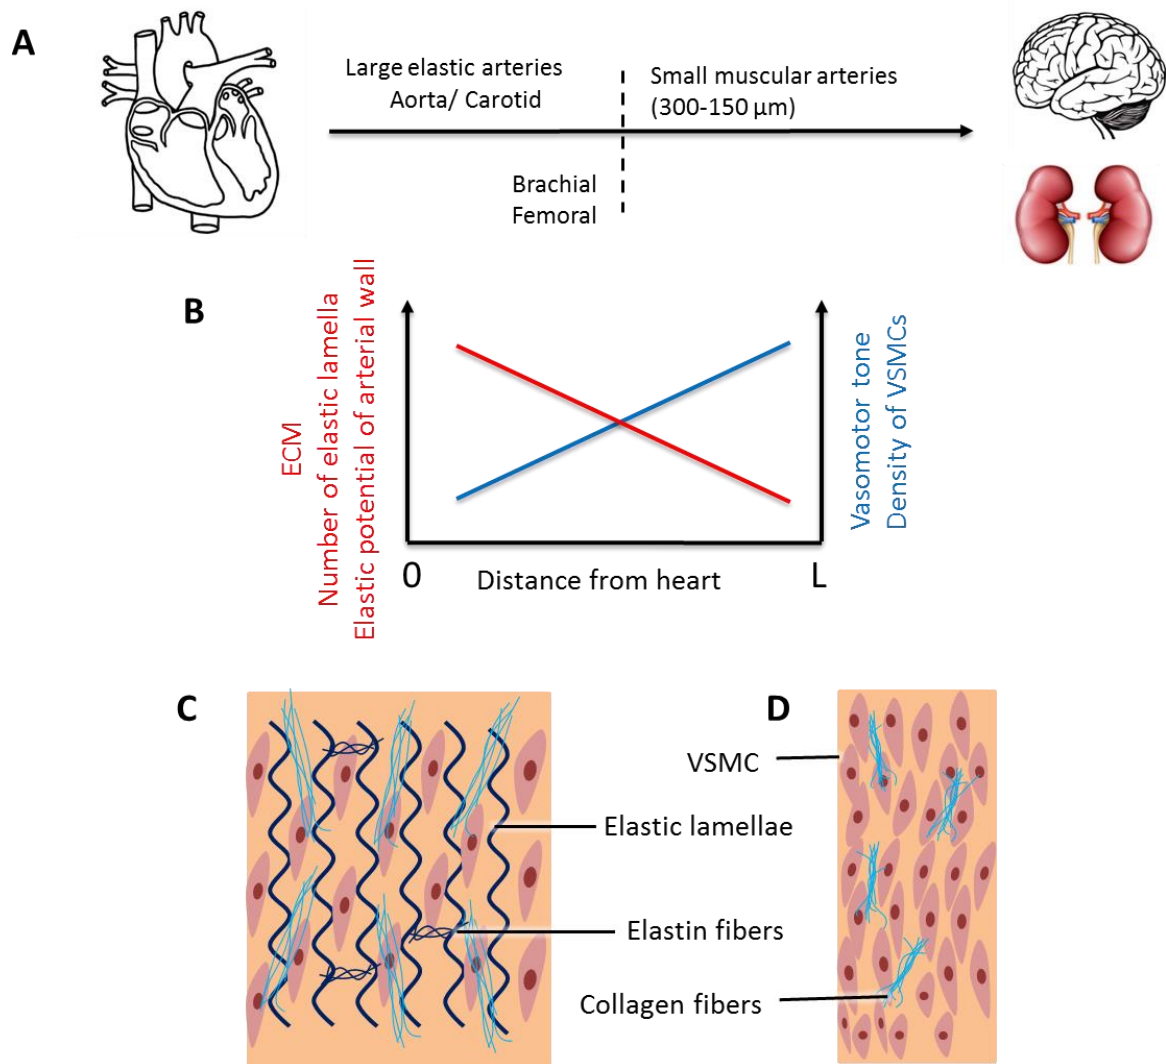 A
Large elastic arteries
Aorta/ Carotid
Small muscular arteries
(300-150 µm)
Brachial
Femoral
B
ECM
Number of elastic lamella
Elastic potential of arterial wall
Vasomotor tone
Density of VSMCs
0
Distance from heart
L
C
D
VSMC
Elastic lamellae
Elastin fibers
Collagen fibers